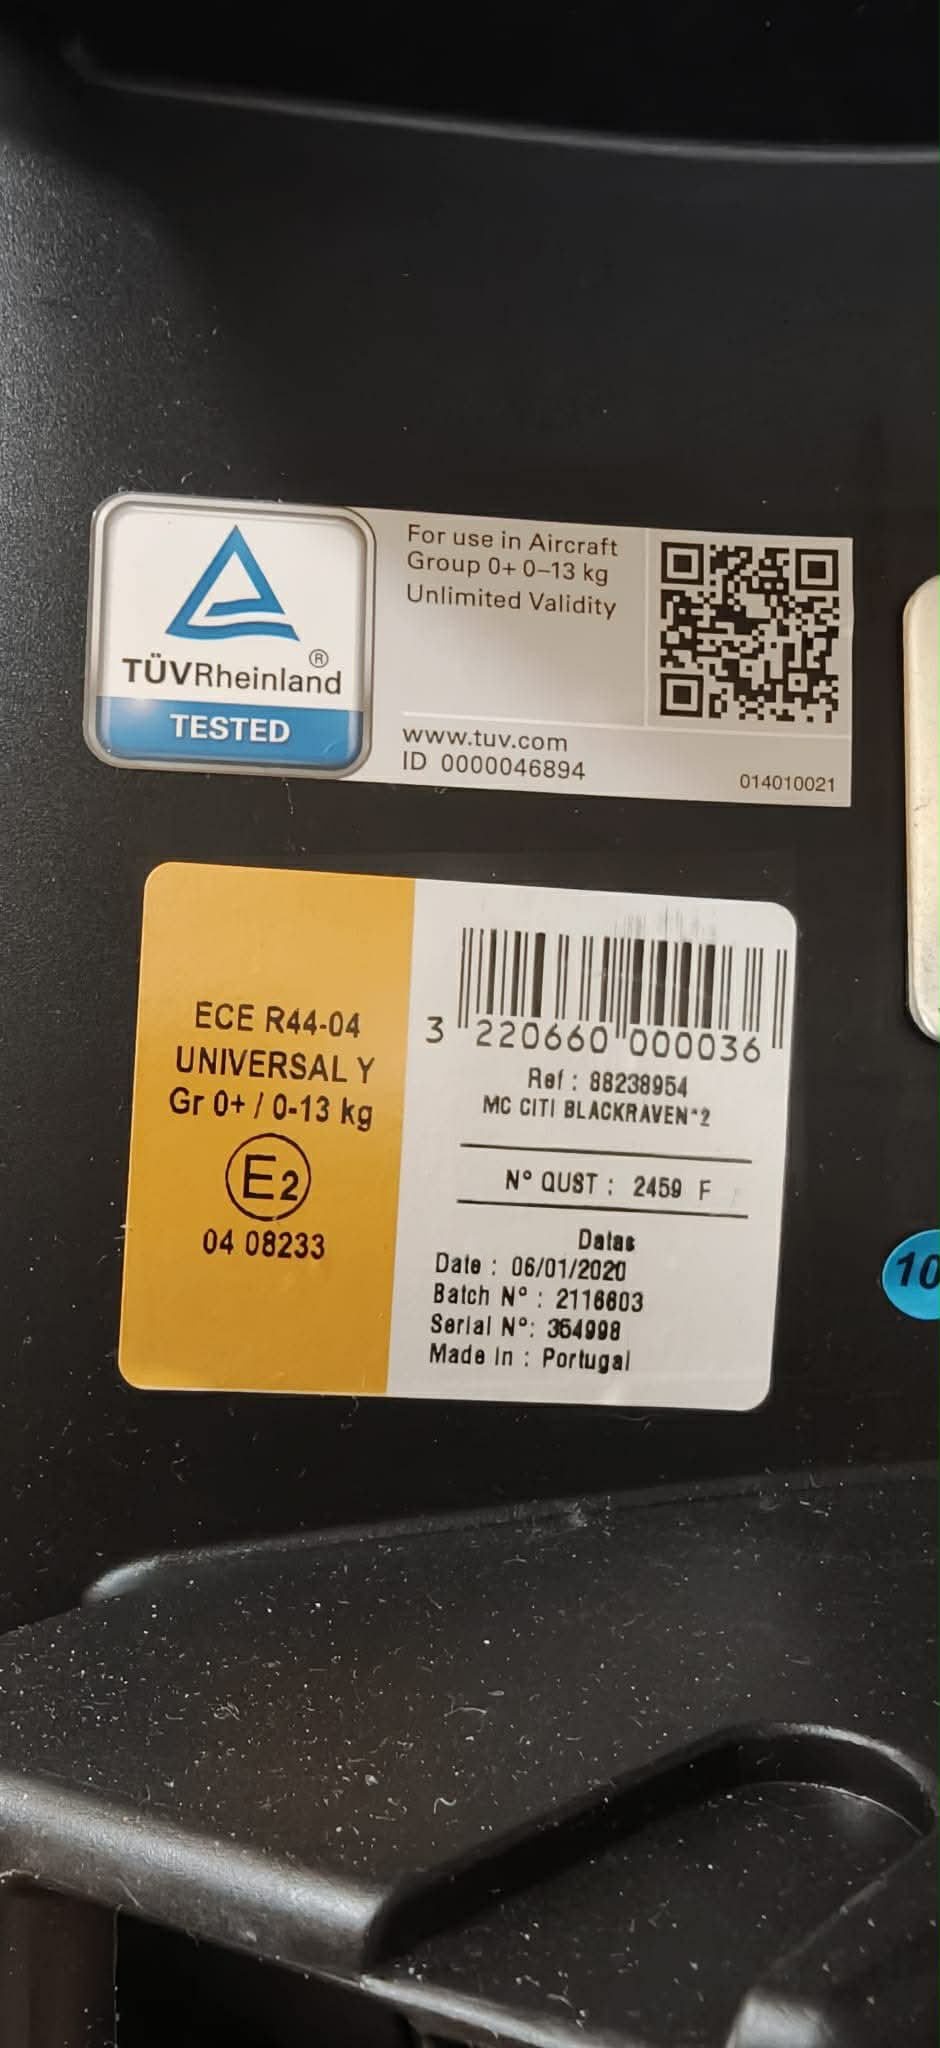 For use in Aircraft
Group 0+ 0–13 kg
Unlimited Validity
TÜVRheinland®
TESTED
www.tuv.com
ID 0000046894
014010021
ECE R44-04
UNIVERSAL Y
Gr 0+ / 0-13 kg
E2
04 08233
3 220660 000036
Ref : 88238954
MC CITI BLACKRAVEN*2
N° QUST : 2459 F
Datas
Date : 06/01/2020
Batch N° : 2116603
Serial N°: 354998
Made in : Portugal
10